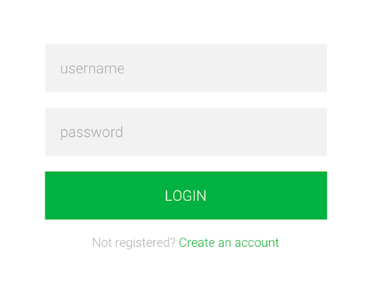 username
password
LOGIN
Not registered? Create an account